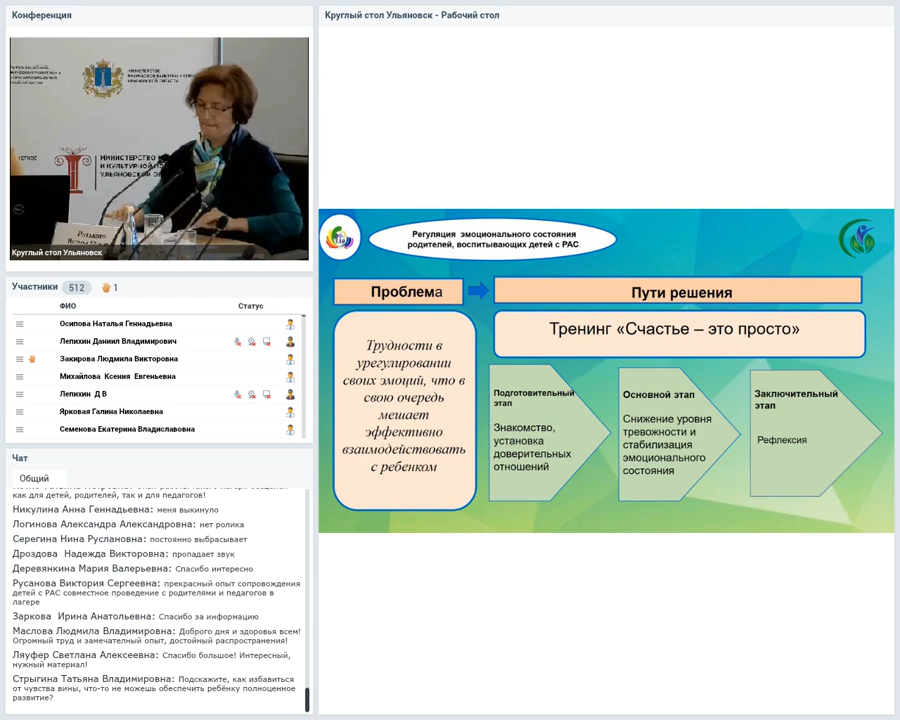 Конференция
Круглый стол Ульяновск - Рабочий стол
МИНИСТЕРСТВО
УЛЬЯНОВСКОЙ ОБЛАСТИ
МИНИСТЕРСТВО
И КУЛЬТУРНОЙ
УЛЬЯНОВСКОЙ
Круглый стол Ульяновск
Участники 512 1
ФИО Статус
Осипова Наталья Геннадьевна
Лепихин Даниил Владимирович
Закирова Людмила Викторовна
Михайлова Ксения Евгеньевна
Лепихин Д В
Ярковая Галина Николаевна
Семенова Екатерина Владиславовна
Чат
Общий
как для детей, родителей, так и для педагогов!
Никулина Анна Геннадьевна: меня выкинуло
Логинова Александра Александровна: нет ролика
Серегина Нина Руслановна: постоянно выбрасывает
Дроздова Надежда Викторовна: пропадает звук
Деревянкина Мария Валерьевна: Спасибо интересно
Русанова Виктория Сергеевна: прекрасный опыт сопровождения
детей с РАС совместное проведение с родителями и педагогов в
лагере
Заркова Ирина Анатольевна: Спасибо за информацию
Маслова Людмила Владимировна: Доброго дня и здоровья всем!
Огромный труд и замечателный опыт, достойный распространения!
Ляуфер Светлана Алексеевна: Спасибо большое! Интересный,
нужный материал!
Стрыгина Татьяна Владимировна: Подскажите, как избавиться
от чувства вины, что-то не можешь обеспечить ребёнку полноценное
развитие?
Регуляция эмоционального состояния
родителей, воспитывающих детей с РАС
Проблема
Пути решения
Трудности в
урегулировании
своих эмоций, что в
свою очередь
мешает
эффективно
взаимодействовать
с ребенком
Тренинг «Счастье – это просто»
Подготовительный
этап
Знакомство,
установка
доверительных
отношений
Основной этап
Снижение уровня
тревожности и
стабилизация
эмоционального
состояния
Заключительный
этап
Рефлексия